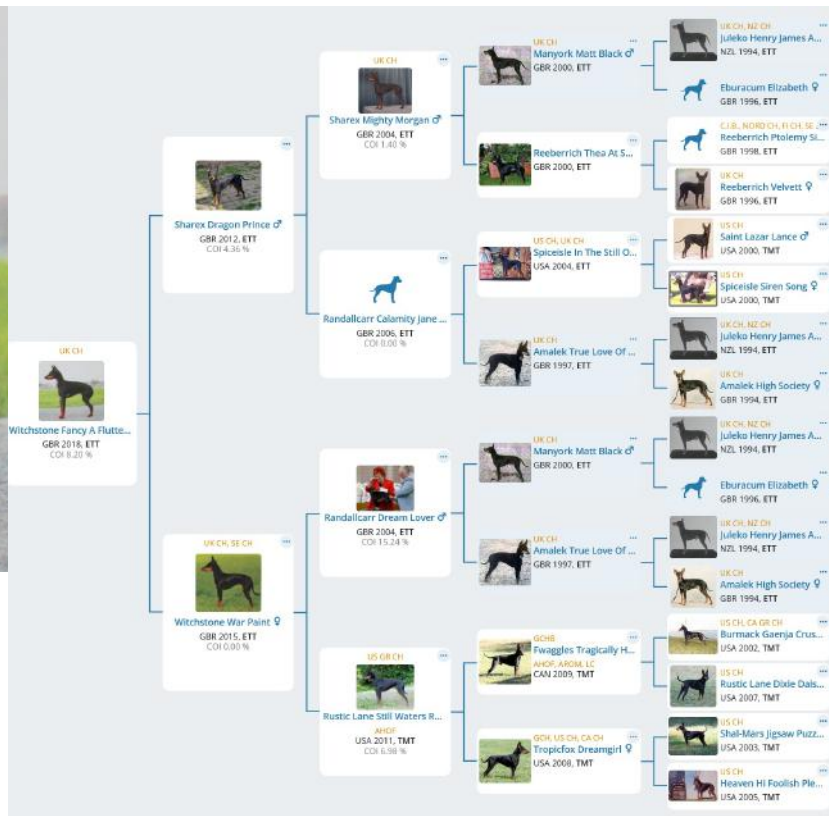 UK CH
Witchstone Fancy A Flutte...
GBR 2018, ETT
COI 8.20 %
Sharex Dragon Prince ♂
GBR 2012, ETT
COI 4.36 %
UK CH, SE CH
Witchstone War Paint ♀
GBR 2015, ETT
COI 0.00 %
UK CH
Sharex Mighty Morgan ♂
GBR 2004, ETT
COI 1.40 %
Randallcarr Calamity Jane ...
GBR 2006, ETT
COI 0.00 %
Randallcarr Dream Lover ♂
GBR 2004, ETT
COI 15.24 %
US GR CH
Rustic Lane Still Waters R...
AHOF
USA 2011, TMT
COI 6.98 %
UK CH
Manyork Matt Black ♂
GBR 2000, ETT
Reeberrich Thea At S...
GBR 2000, ETT
US CH, UK CH
Spiceisle In The Still O...
USA 2004, ETT
UK CH
Amalek True Love Of ...
GBR 1997, ETT
UK CH
Manyork Matt Black ♂
GBR 2000, ETT
UK CH
Amalek True Love Of ...
GBR 1997, ETT
GCHB
Fwaggles Tragically H...
AHOF, AROM, LC
CAN 2009, TMT
GCH, US CH, CA CH
Tropicfox Dreamgirl ♀
USA 2008, TMT
UK CH, NZ CH
Juleko Henry James A...
NZL 1994, ETT
Eburacum Elizabeth ♀
GBR 1996, ETT
C.I.B., NORD CH, FI CH, SE ...
Reeberrich Ptolemy Si...
GBR 1998, ETT
UK CH
Reeberrich Velvett ♀
GBR 1996, ETT
US CH
Saint Lazar Lance ♂
USA 2000, TMT
US CH
Spiceisle Siren Song ♀
USA 2000, TMT
UK CH, NZ CH
Juleko Henry James A...
NZL 1994, ETT
UK CH
Amalek High Society ♀
GBR 1994, ETT
UK CH, NZ CH
Juleko Henry James A...
NZL 1994, ETT
Eburacum Elizabeth ♀
GBR 1996, ETT
UK CH, NZ CH
Juleko Henry James A...
NZL 1994, ETT
UK CH
Amalek High Society ♀
GBR 1994, ETT
US CH, CA GR CH
Burmack Gaenja Crus...
USA 2002, TMT
US CH
Rustic Lane Dixie Dais...
USA 2007, TMT
US CH
Shal-Mars Jigsaw Puzz...
USA 2003, TMT
US CH
Heaven Hi Foolish Ple...
USA 2005, TMT